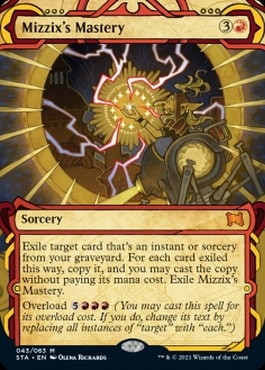 Mizzix's Mastery 3
Sorcery
Exile target card that's an instant or sorcery
from your graveyard. For each card exiled
this way, copy it, and you may cast the copy
without paying its mana cost. Exile Mizzix's
Mastery.
Overload 5 (You may cast this spell for
its overload cost. If you do, change its text by
replacing all instances of "target" with "each.")
043/063 M
STA • EN Olena Richards
™ & © 2021 Wizards of the Coast